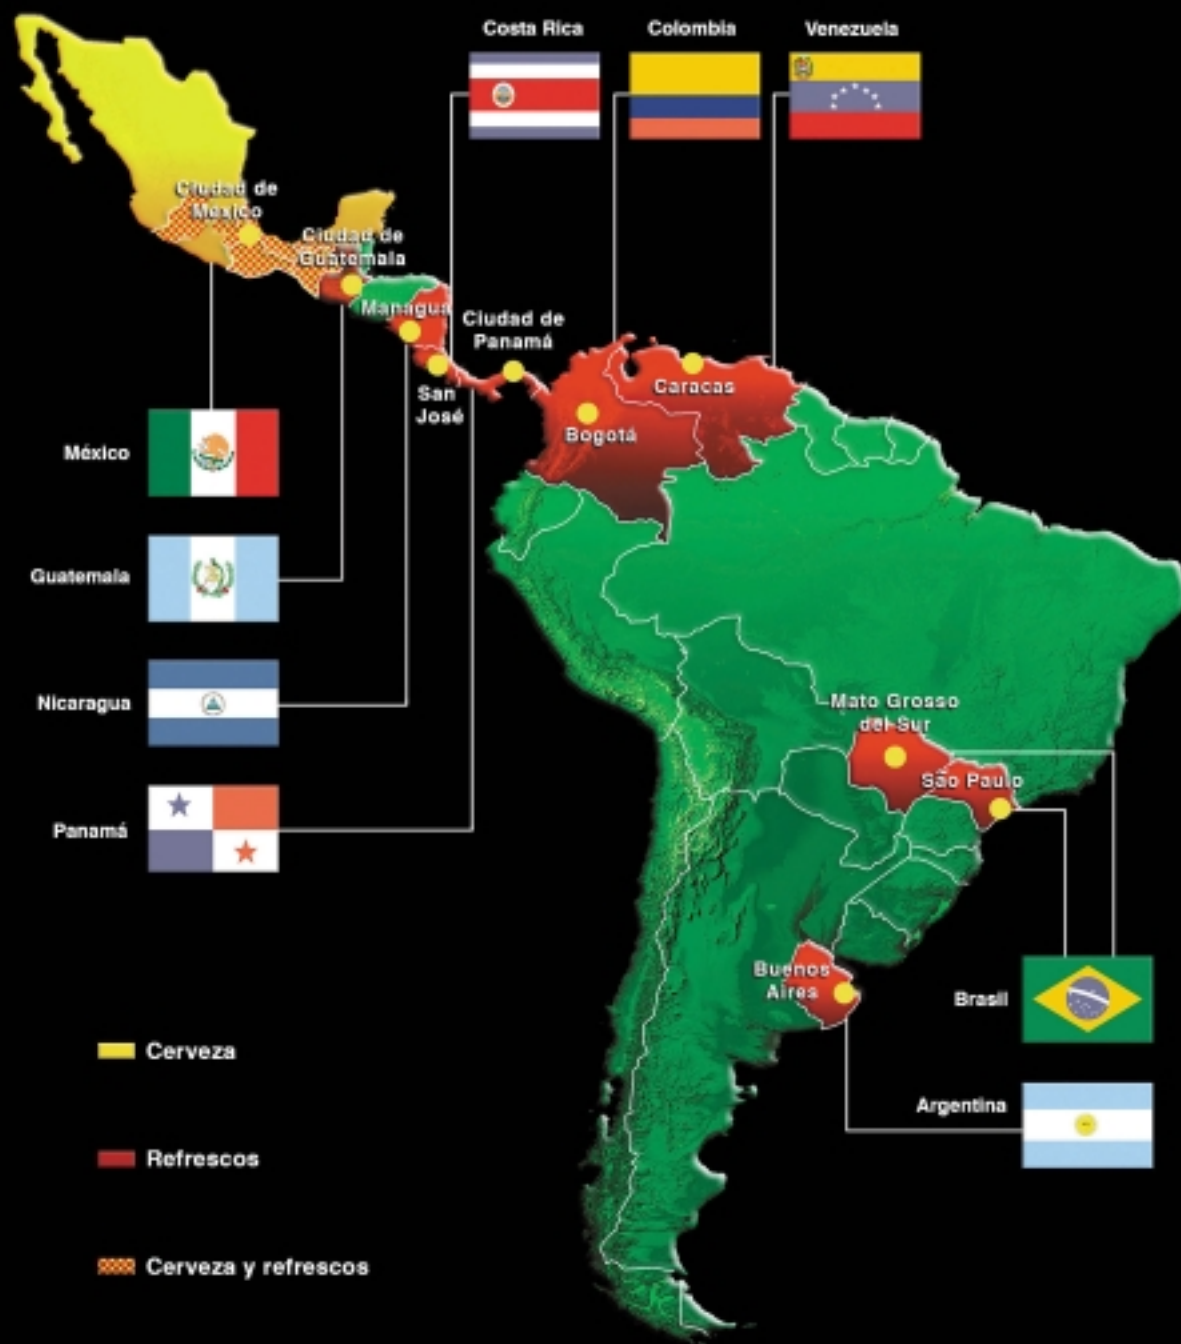 Costa Rica
Colombia
Venezuela
Ciudad de
México
Ciudad de
Guatemala
Managua
Ciudad de
Panamá
San
José
Caracas
Bogotá
México
Guatemala
Nicaragua
Panamá
Mato Grosso
del Sur
São Paulo
Buenos
Aires
Brasil
Argentina
Cerveza
Refrescos
Cerveza y refrescos